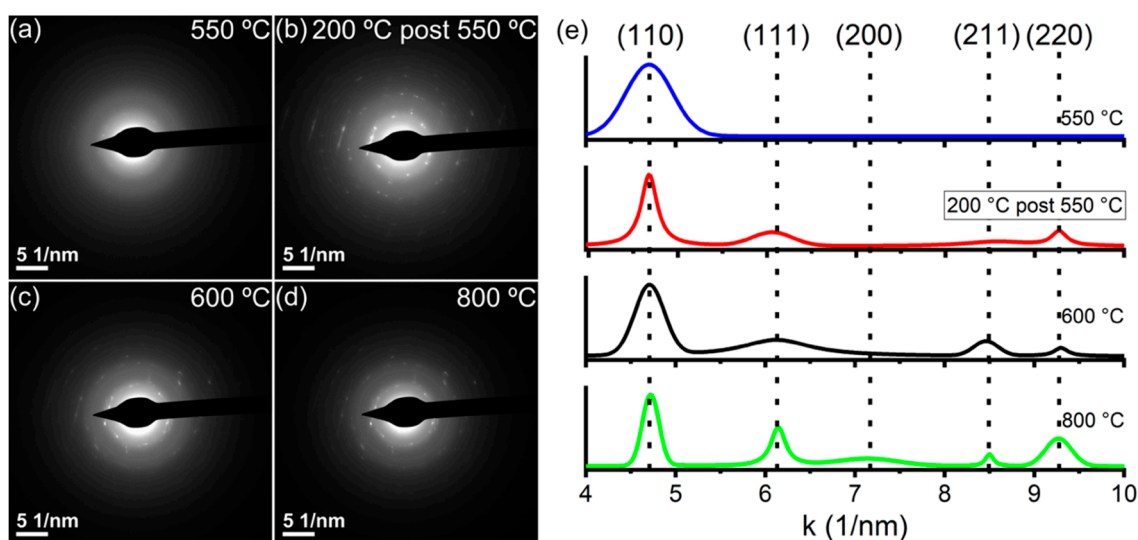 (a) 550 ºC
(b) 200 ºC post 550 ºC
5 1/nm
5 1/nm
(c) 600 ºC
(d) 800 ºC
5 1/nm
5 1/nm
(e)
(110) (111) (200) (211) (220)
550 °C
200 °C post 550 °C
600 °C
800 °C
4 5 6 7 8 9 10
k (1/nm)